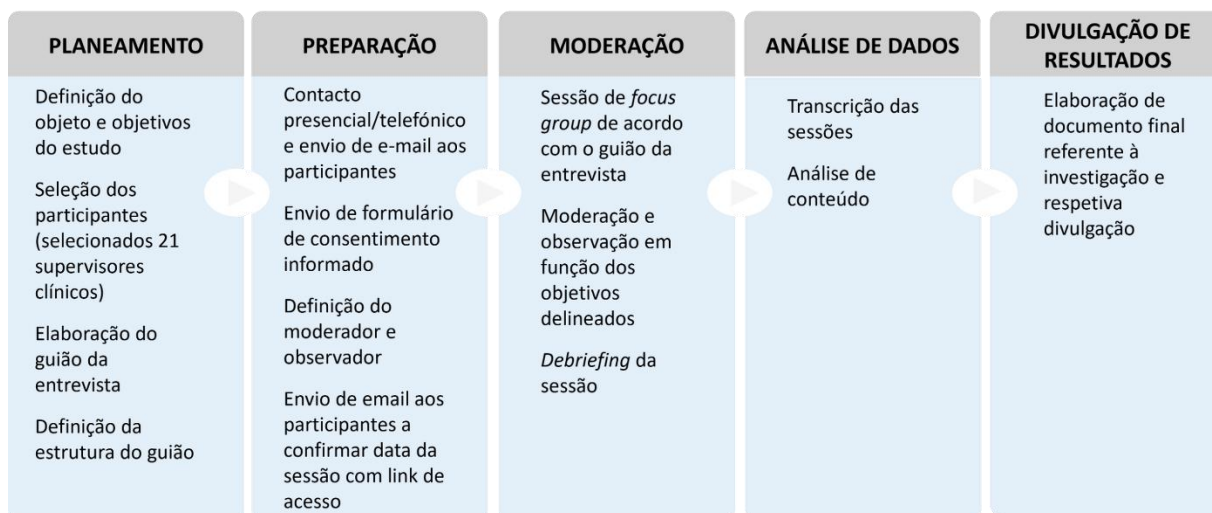 PLANEAMENTO
Definição do
objeto e objetivos
do estudo
Seleção dos
participantes
(selecionados 21
supervisores
clínicos)
Elaboração do
guião da
entrevista
Definição da
estrutura do guião
PREPARAÇÃO
Contacto
presencial/telefónico
e envio de e-mail aos
participantes
Envio de formulário
de consentimento
informado
Definição do
moderador e
observador
Envio de email aos
participantes a
confirmar data da
sessão com link de
acesso
MODERAÇÃO
Sessão de focus
group de acordo
com o guião da
entrevista
Moderação e
observação em
função dos
objetivos
delineados
Debriefing da
sessão
ANÁLISE DE DADOS
Transcrição das
sessões
Análise de
conteúdo
DIVULGAÇÃO DE
RESULTADOS
Elaboração de
documento final
referente à
investigação e
respetiva
divulgação